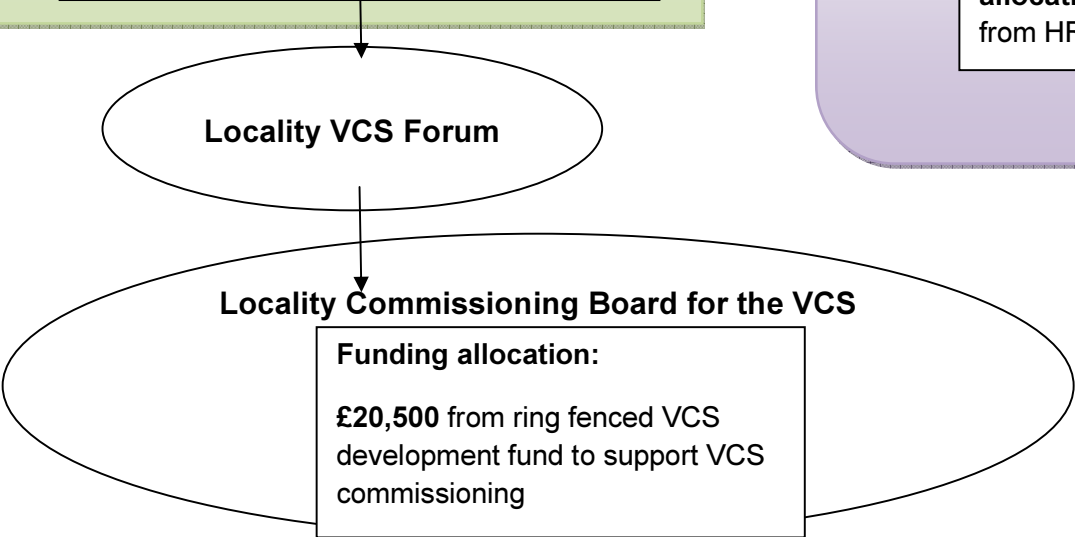 from
Locality VCS Forum
Locality Commissioning Board for the VCS
Funding allocation:
£20,500 from ring fenced VCS
development fund to support VCS
commissioning